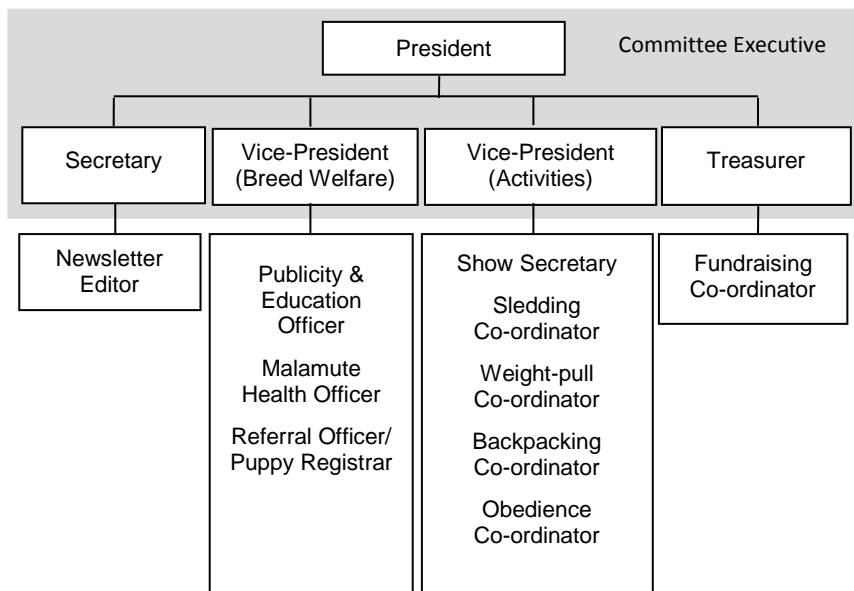 President
Committee Executive
Secretary
Vice-President
(Breed Welfare)
Vice-President
(Activities)
Treasurer
Newsletter
Editor
Publicity &
Education
Officer
Malamute
Health Officer
Referral Officer/
Puppy Registrar
Show Secretary
Sledding
Co-ordinator
Weight-pull
Co-ordinator
Backpacking
Co-ordinator
Obedience
Co-ordinator
Fundraising
Co-ordinator